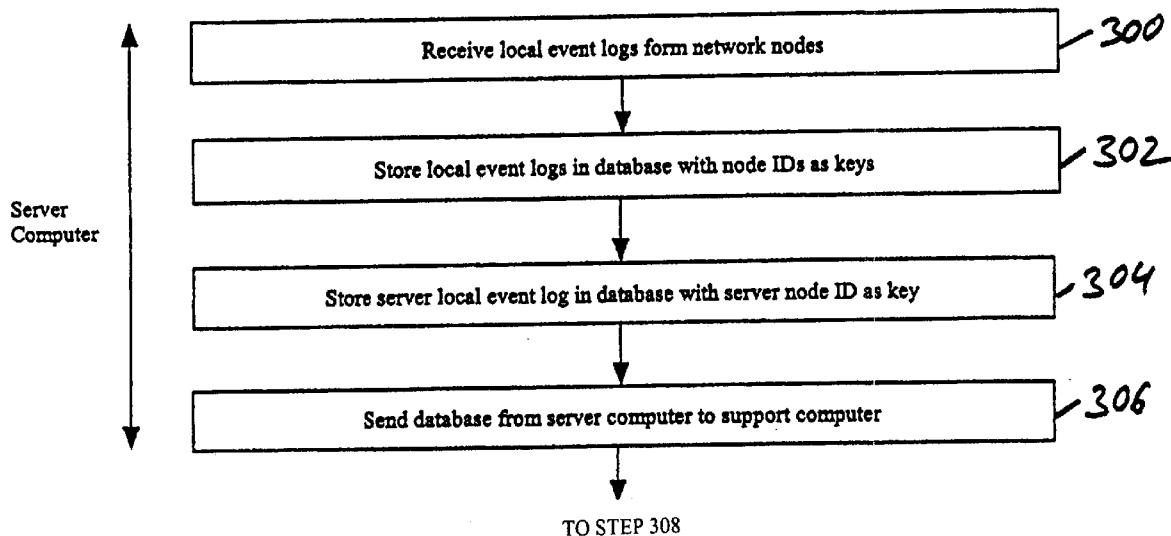 Receive local event logs form network nodes
300
Store local event logs in database with node IDs as keys
302
Server
Computer
Store server local event log in database with server node ID as key
304
Send database from server computer to support computer
306
TO STEP 308